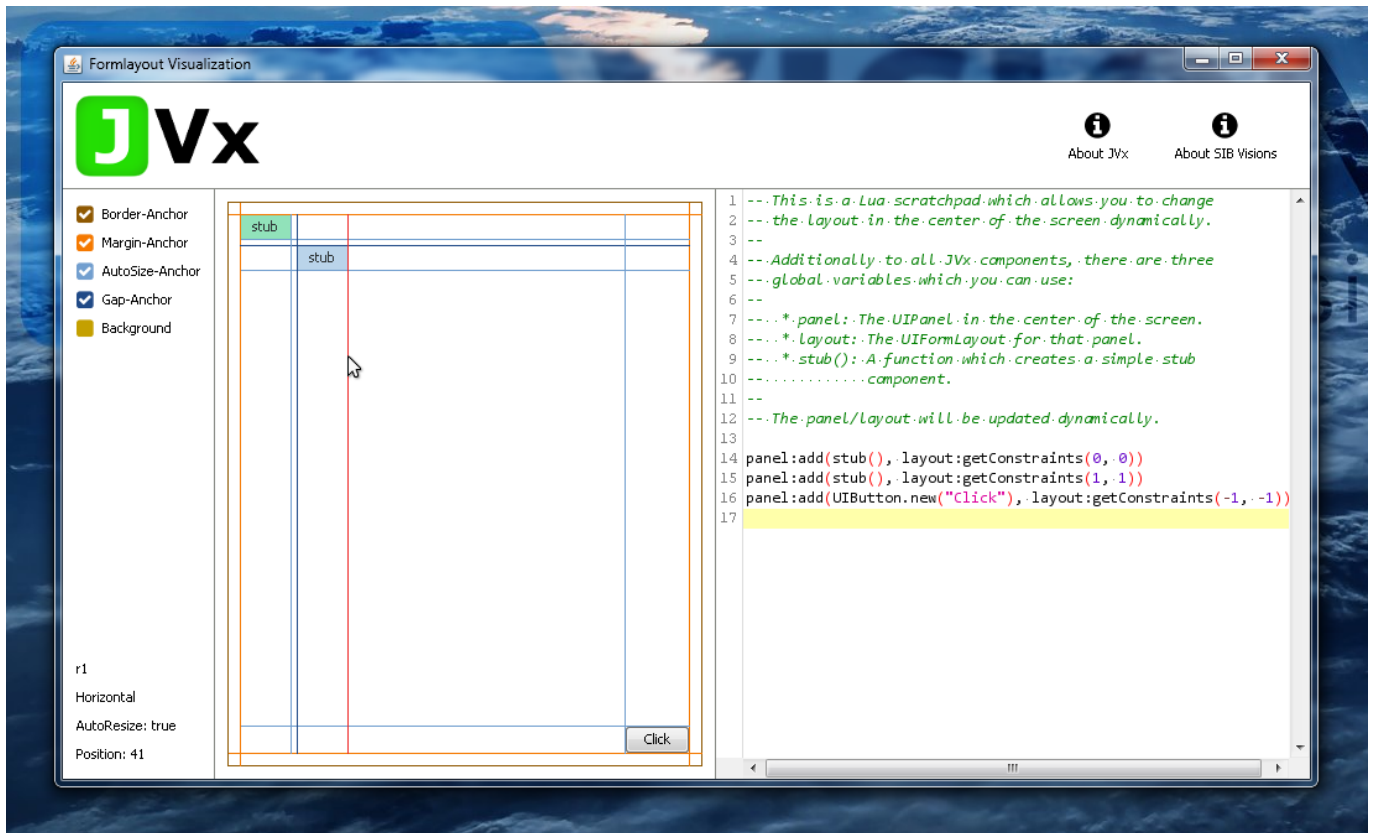 Formlayout Visualization
JVx
About JVx
About SIB Visions
Border-Anchor
Margin-Anchor
AutoSize-Anchor
Gap-Anchor
Background
r1
Horizontal
AutoResize: true
Position: 41
stub
stub
Click
1 -- This is a Lua scratchpad which allows you to change
2 -- the layout in the center of the screen dynamically.
3 --
4 -- Additionally to all JVx components, there are three
5 -- global variables which you can use:
6 --
7 --  * panel: The UIPanel in the center of the screen.
8 --  * layout: The UIFormLayout for that panel.
9 --  * stub(): A function which creates a simple stub
10 --            component.
11 --
12 -- The panel/layout will be updated dynamically.
13
14 panel:add(stub(), layout:getConstraints(0, 0))
15 panel:add(stub(), layout:getConstraints(1, 1))
16 panel:add(UIButton.new("Click"), layout:getConstraints(-1, -1))
17